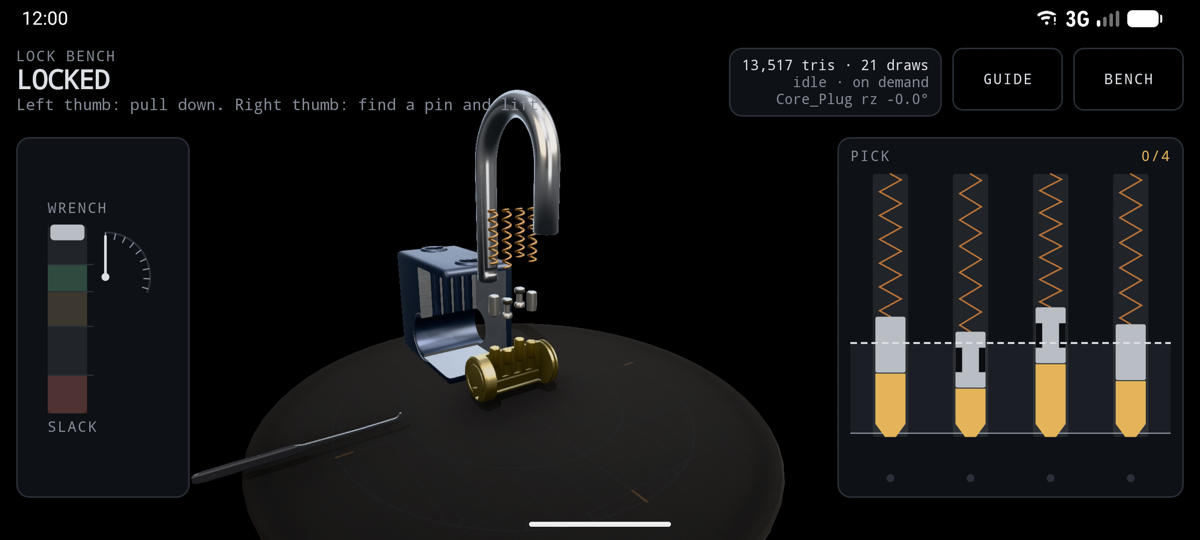 12:00
3G
LOCK BENCH
LOCKED
Left thumb: pull down. Right thumb: find a pin and lift.
13,517 tris · 21 draws
idle · on demand
Core_Plug rz -0.0°
GUIDE
BENCH
WRENCH
SLACK
PICK
0/4